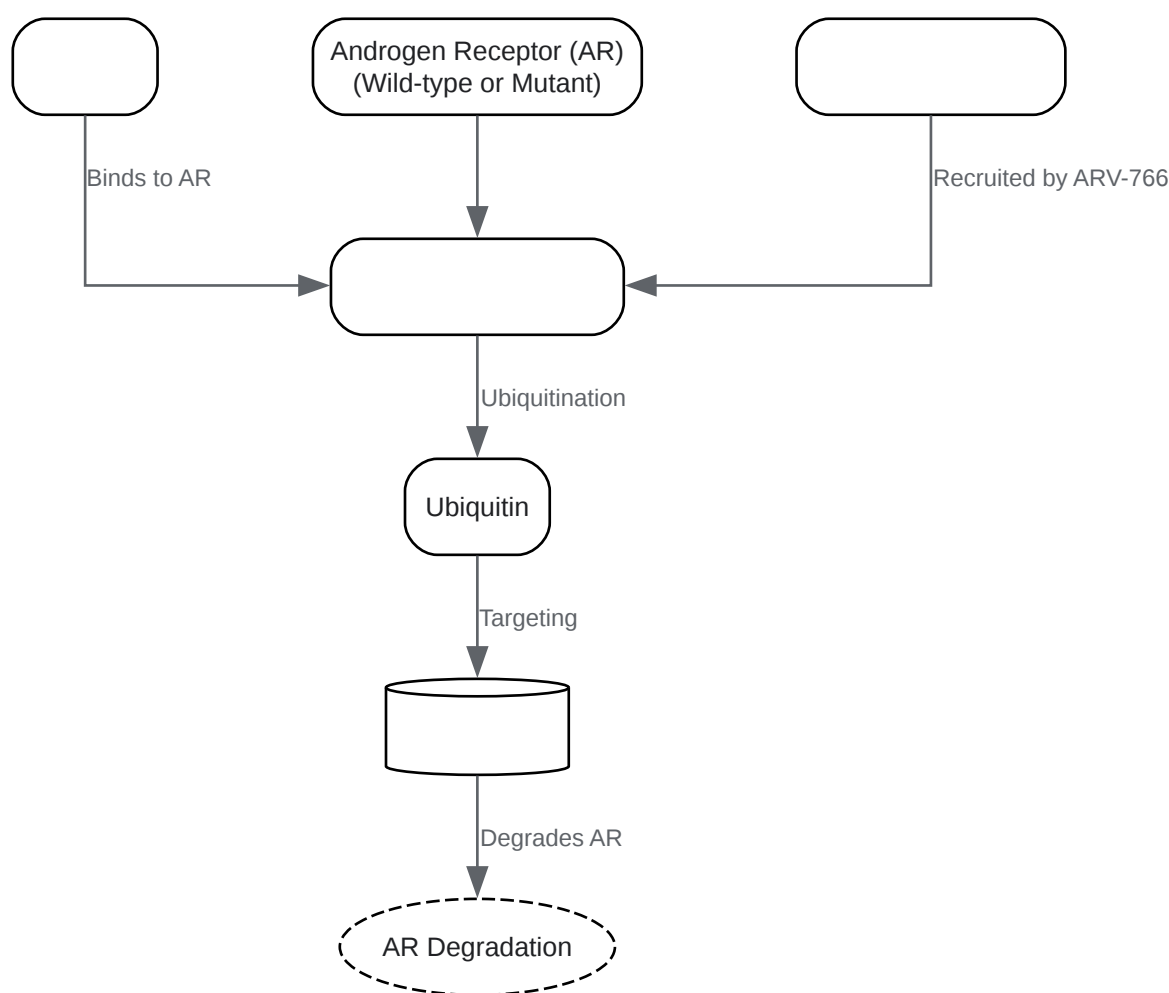 Androgen Receptor (AR)
(Wild-type or Mutant)
Binds to AR
Recruited by ARV-766
Ubiquitination
Ubiquitin
Targeting
Degrades AR
AR Degradation